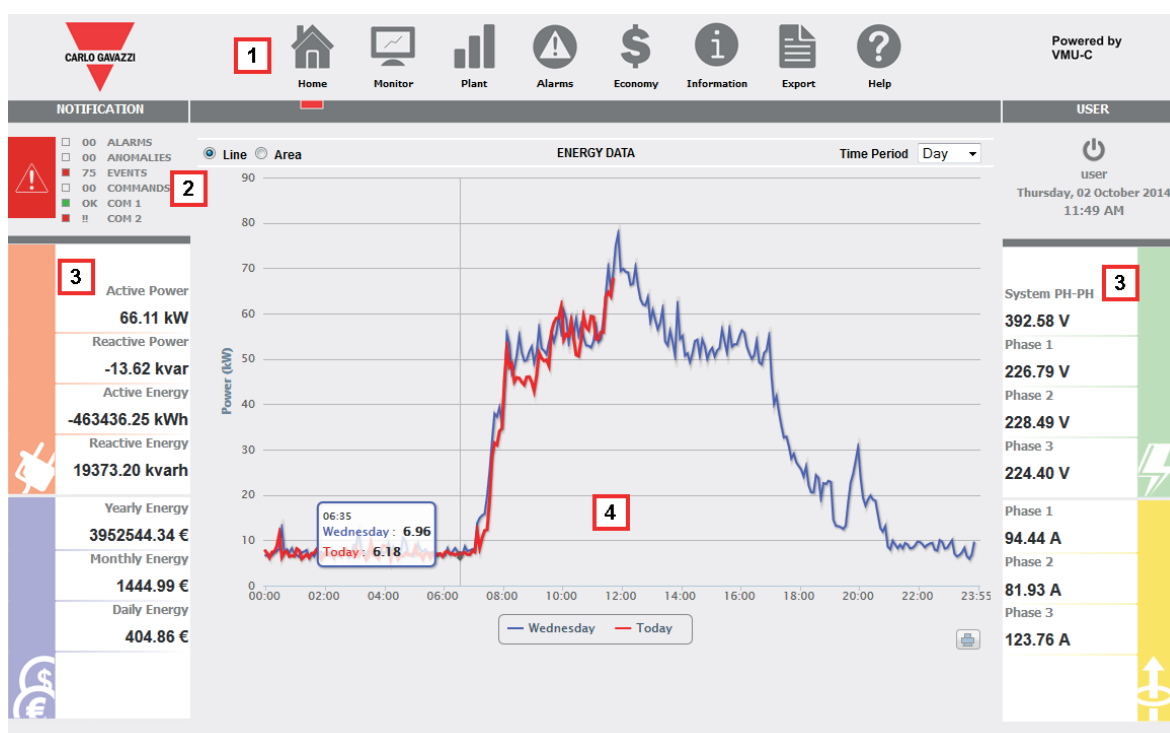 CARLO GAVAZZI
1
Home
Monitor
Plant
Alarms
Economy
Information
Export
Help
Powered by
VMU-C
NOTIFICATION
USER
00 ALARMS
00 ANOMALIES
75 EVENTS
00 COMMANDS
OK COM 1
!! COM 2
2
Line Area
ENERGY DATA
Time Period Day
user
Thursday, 02 October 2014
11:49 AM
3
Active Power
66.11 kW
Reactive Power
-13.62 kvar
Active Energy
-463436.25 kWh
Reactive Energy
19373.20 kvarh
Yearly Energy
3952544.34 €
Monthly Energy
1444.99 €
Daily Energy
404.86 €
$
€
Power (kW)
90
80
70
60
50
40
30
20
10
0
00:00 02:00 04:00 06:00 08:00 10:00 12:00 14:00 16:00 18:00 20:00 22:00 23:55
06:35
Wednesday : 6.96
Today : 6.18
4
Wednesday Today
3
System PH-PH
392.58 V
Phase 1
226.79 V
Phase 2
228.49 V
Phase 3
224.40 V
Phase 1
94.44 A
Phase 2
81.93 A
Phase 3
123.76 A